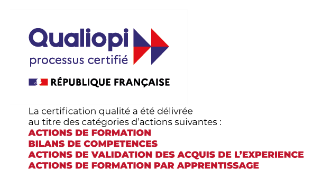 Qualiopi
processus certifié
RÉPUBLIQUE FRANÇAISE
La certification qualité a été délivrée
au titre des catégories d'actions suivantes :
ACTIONS DE FORMATION
BILANS DE COMPETENCES
ACTIONS DE VALIDATION DES ACQUIS DE L'EXPERIENCE
ACTIONS DE FORMATION PAR APPRENTISSAGE